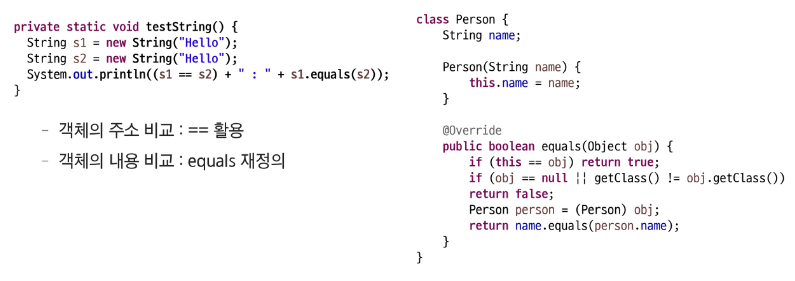 private static void testString() {
String s1 = new String("Hello");
String s2 = new String("Hello");
System.out.println((s1 == s2) + " : " + s1.equals(s2));
}
- 객체의 주소 비교 : == 활용
- 객체의 내용 비교 : equals 재정의
class Person {
String name;
Person(String name) {
this.name = name;
}
@Override
public boolean equals(Object obj) {
if (this == obj) return true;
if (obj == null || getClass() != obj.getClass())
return false;
Person person = (Person) obj;
return name.equals(person.name);
}
}